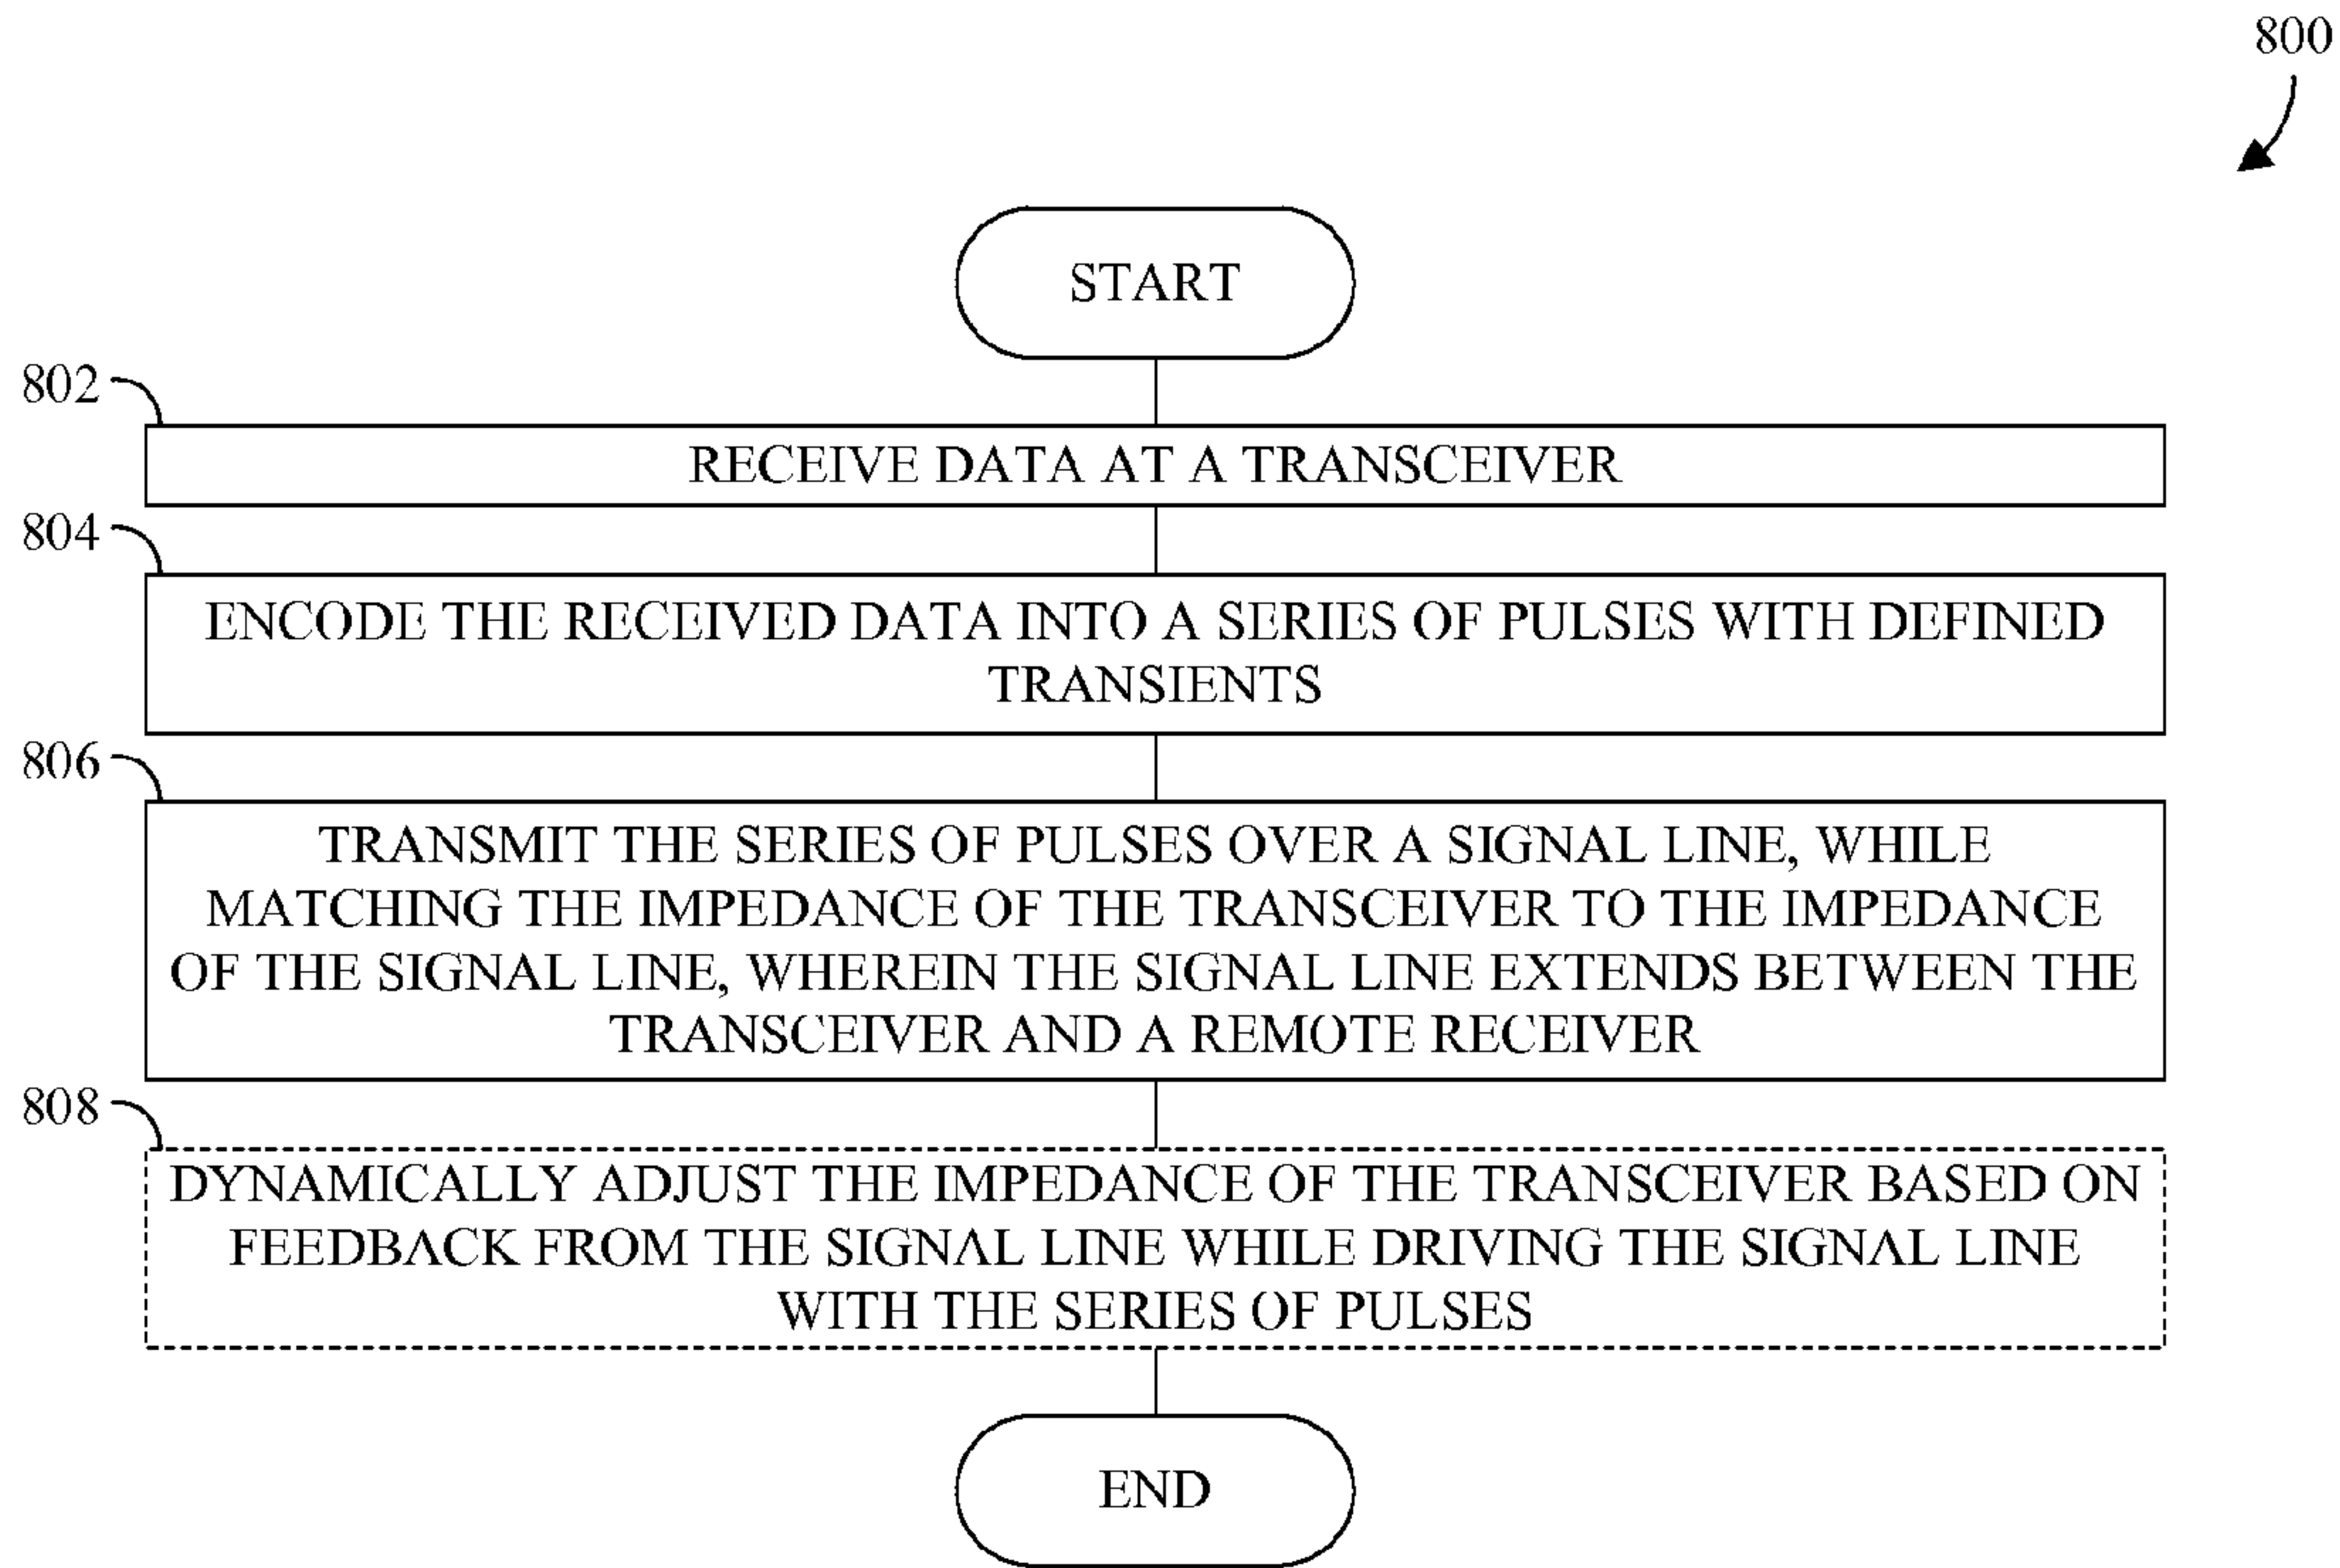 800
START
802
RECEIVE DATA AT A TRANSCEIVER
804
ENCODE THE RECEIVED DATA INTO A SERIES OF PULSES WITH DEFINED
TRANSIENTS
806
TRANSMIT THE SERIES OF PULSES OVER A SIGNAL LINE, WHILE
MATCHING THE IMPEDANCE OF THE TRANSCEIVER TO THE IMPEDANCE
OF THE SIGNAL LINE, WHEREIN THE SIGNAL LINE EXTENDS BETWEEN THE
TRANSCEIVER AND A REMOTE RECEIVER
808
DYNAMICALLY ADJUST THE IMPEDANCE OF THE TRANSCEIVER BASED ON
FEEDBACK FROM THE SIGNAL LINE WHILE DRIVING THE SIGNAL LINE
WITH THE SERIES OF PULSES
END